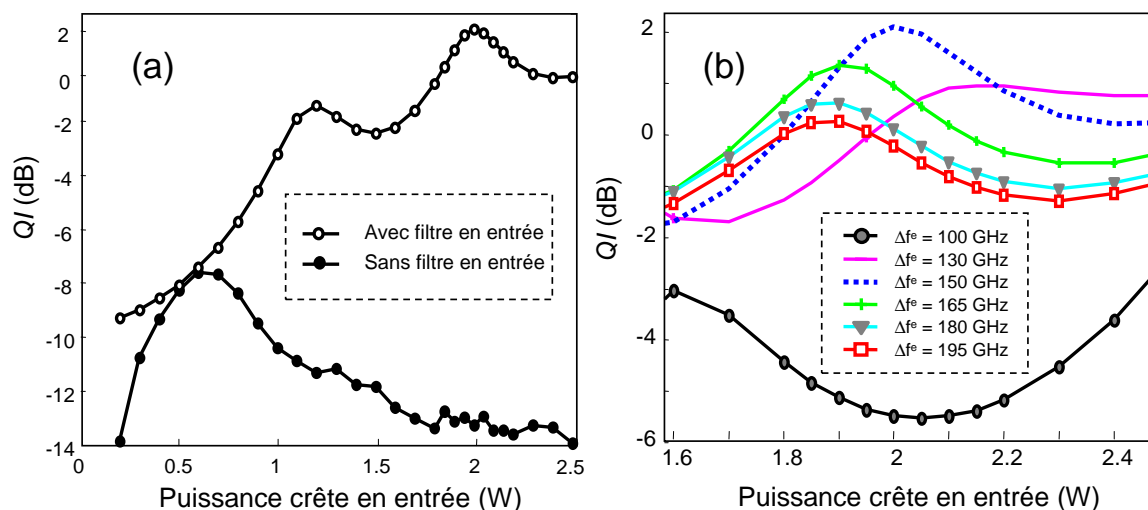 (a)
QI (dB)
2
0
-2
-4
-6
-8
-10
-12
-14
0
0.5
1
1.5
2
2.5
Avec filtre en entrée
Sans filtre en entrée
Puissance crête en entrée (W)
(b)
QI (dB)
2
0
-2
-4
-6
1.6
1.8
2
2.2
2.4
Δfᵉ = 100 GHz
Δfᵉ = 130 GHz
Δfᵉ = 150 GHz
Δfᵉ = 165 GHz
Δfᵉ = 180 GHz
Δfᵉ = 195 GHz
Puissance crête en entrée (W)